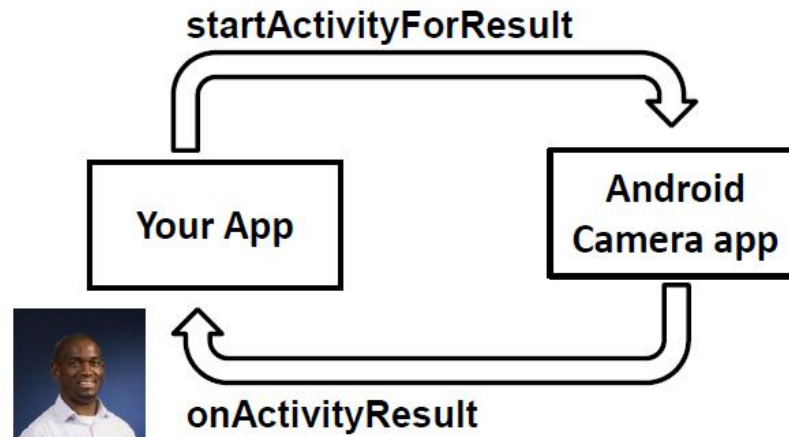 startActivityForResult
Your App
Android
Camera app
onActivityResult